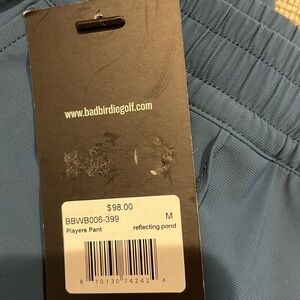 www.badbirdiegolf.com
$98.00
BBWB006-399 M
Players Pant reflecting pond
8 10130 74242 4